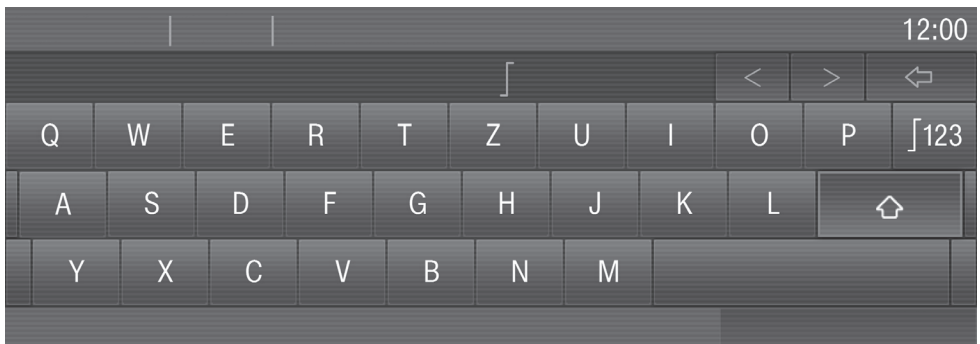 12:00
< >
Q W E R T Z U I O P 123
A S D F G H J K L
Y X C V B N M